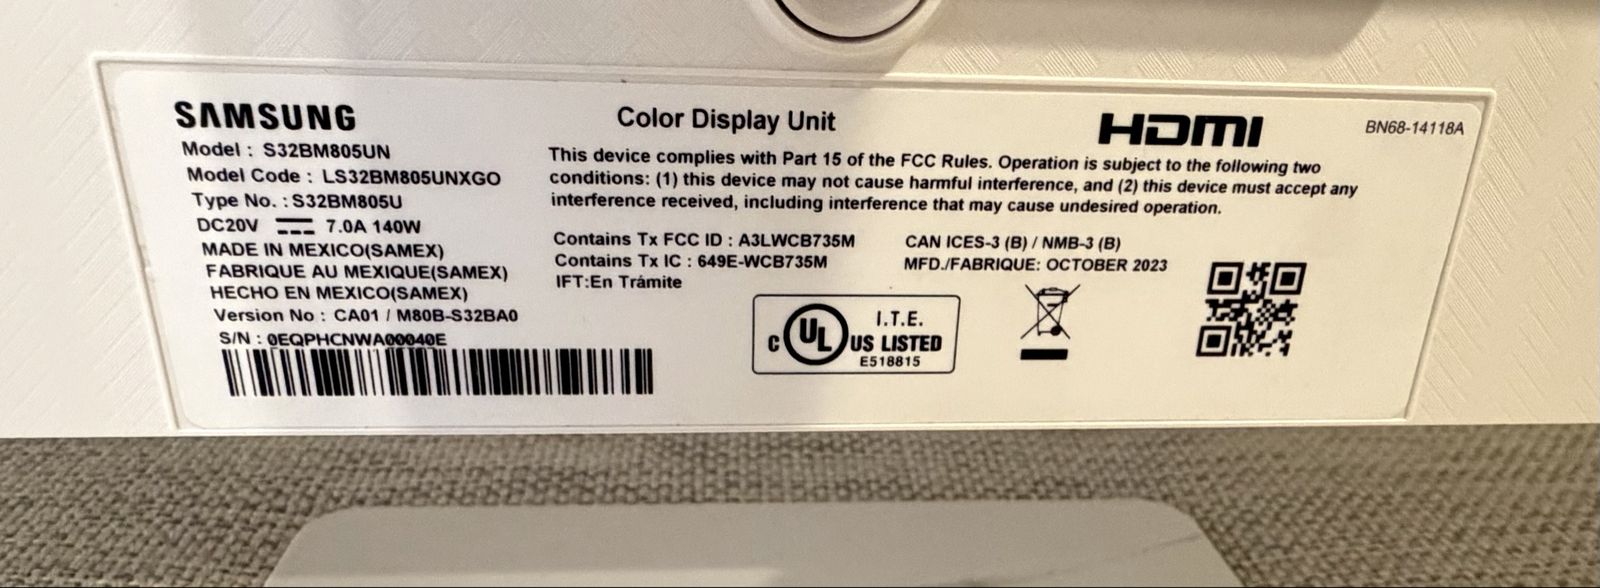 SAMSUNG
Model : S32BM805UN
Model Code : LS32BM805UNXGO
Type No. : S32BM805U
DC20V 7.0A 140W
MADE IN MEXICO(SAMEX)
FABRIQUE AU MEXIQUE(SAMEX)
HECHO EN MEXICO(SAMEX)
Version No : CA01 / M80B-S32BA0
S/N : 0EQPHCNWA00040E
Color Display Unit
HDMI
BN68-14118A
This device complies with Part 15 of the FCC Rules. Operation is subject to the following two
conditions: (1) this device may not cause harmful interference, and (2) this device must accept any
interference received, including interference that may cause undesired operation.
Contains Tx FCC ID : A3LWCB735M
Contains Tx IC : 649E-WCB735M
IFT:En Trámite
CAN ICES-3 (B) / NMB-3 (B)
MFD./FABRIQUE: OCTOBER 2023
C UL US LISTED
I.T.E.
E518815